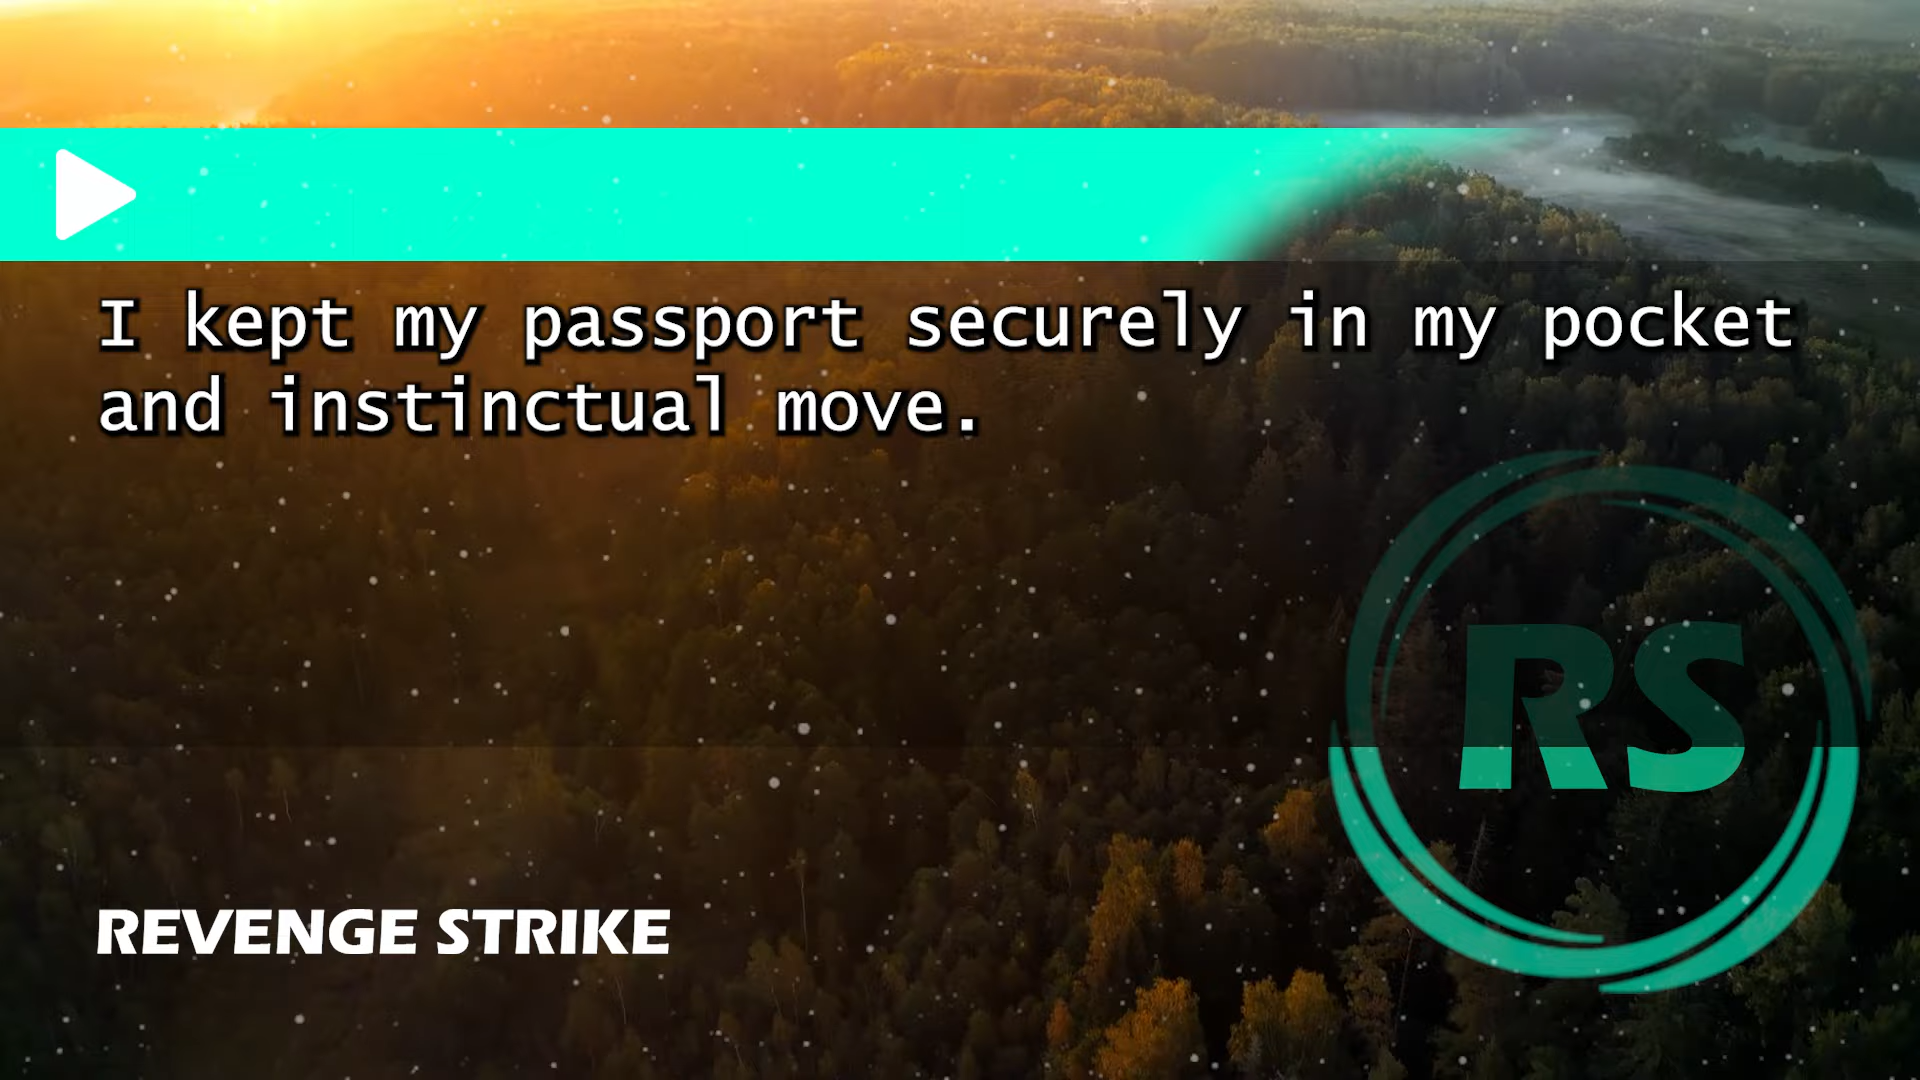 I kept my passport securely in my pocket
and instinctual move.
RS
REVENGE STRIKE